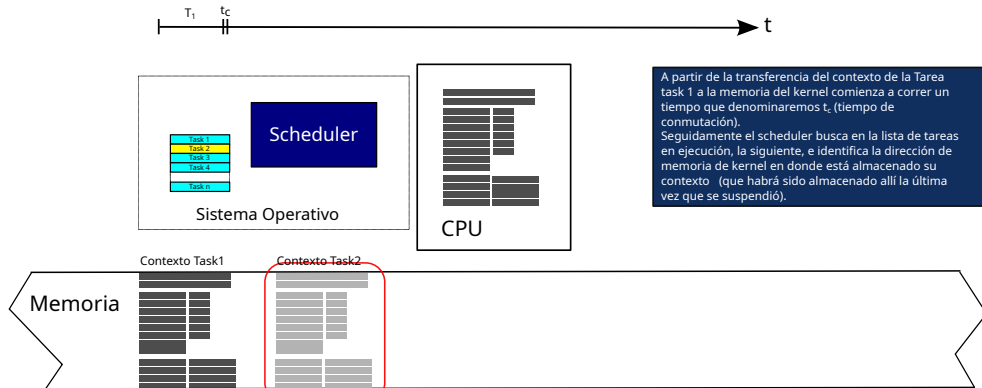 T₁ t꜀
t
A partir de la transferencia del contexto de la Tarea
task 1 a la memoria del kernel comienza a correr un
tiempo que denominaremos t꜀ (tiempo de
conmutación).
Seguidamente el scheduler busca en la lista de tareas
en ejecución, la siguiente, e identifica la dirección de
memoria de kernel en donde está almacenado su
contexto (que habrá sido almacenado allí la última
vez que se suspendió).
Scheduler
Task 1
Task 2
Task 3
Task 4
Task n
Sistema Operativo
CPU
Contexto Task1
Contexto Task2
Memoria